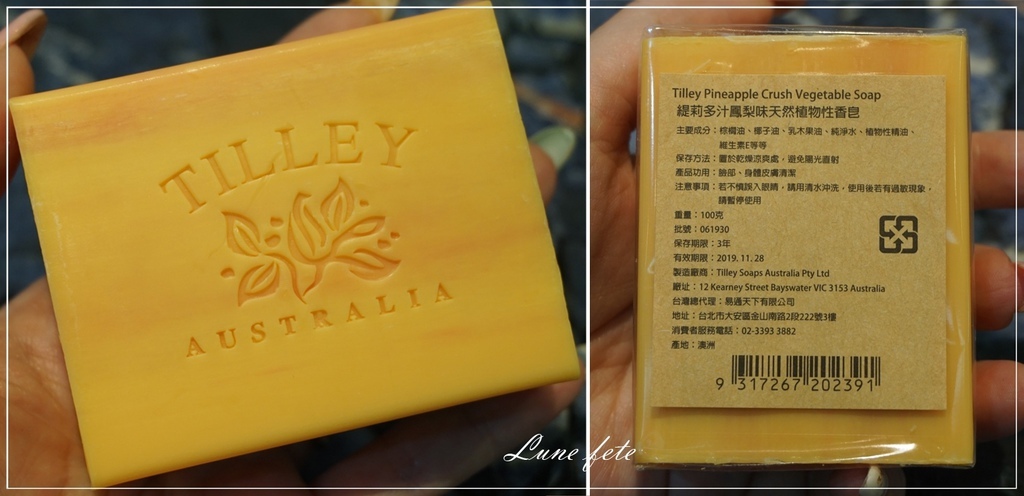 TILLEY
AUSTRALIA
Tilley Pineapple Crush Vegetable Soap
緹莉多汁鳳梨味天然植物性香皂
主要成分：棕櫚油、椰子油、乳木果油、純淨水、植物性精油、
維生素E等等
保存方法：置於乾燥涼爽處，避免陽光直射
產品功用：臉部、身體皮膚清潔
注意事項：若不慎誤入眼睛，請用清水沖洗，使用後若有過敏現象，
請暫停使用
重量：100克
批號：061930
保存期限：3年
有效期限：2019. 11. 28
製造廠商：Tilley Soaps Australia Pty Ltd
廠址：12 Kearney Street Bayswater VIC 3153 Australia
台灣總代理：易通天下有限公司
地址：台北市大安區金山南路2段222號3樓
消費者服務電話：02-3393 3882
產地：澳洲
9 317267 202391
Lune fete